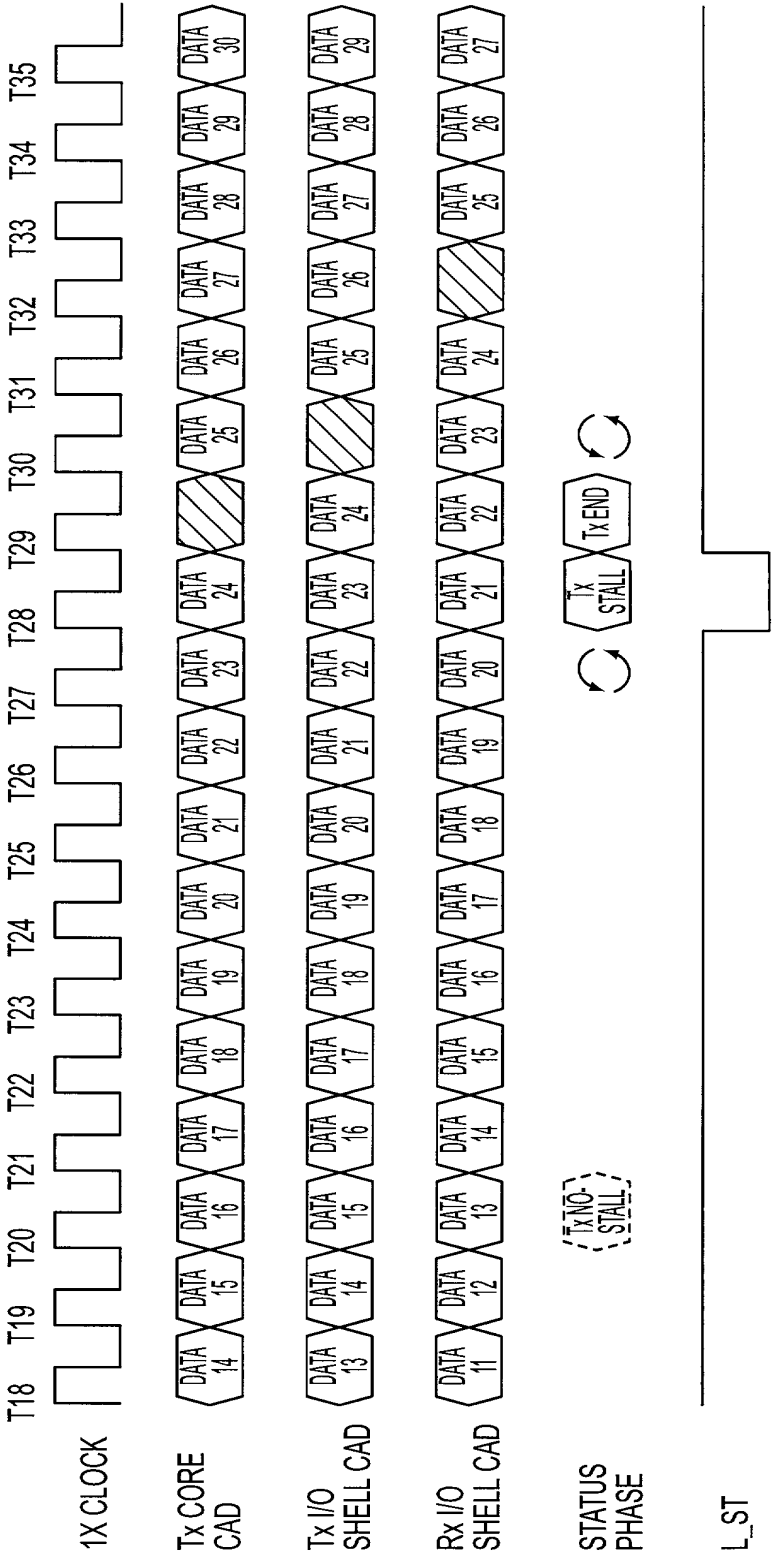 T18 T19 T20 T21 T22 T23 T24 T25 T26 T27 T28 T29 T30 T31 T32 T33 T34 T35
1X CLOCK
Tx CORE
CAD
DATA DATA DATA DATA DATA DATA DATA DATA DATA DATA DATA DATA DATA DATA DATA DATA DATA
14 15 16 17 18 19 20 21 22 23 24 25 26 27 28 29 30
Tx I/O
SHELL CAD
DATA DATA DATA DATA DATA DATA DATA DATA DATA DATA DATA DATA DATA DATA DATA DATA DATA
13 14 15 16 17 18 19 20 21 22 23 24 25 26 27 28 29
Rx I/O
SHELL CAD
DATA DATA DATA DATA DATA DATA DATA DATA DATA DATA DATA DATA DATA DATA DATA DATA DATA
11 12 13 14 15 16 17 18 19 20 21 22 23 24 25 26 27
STATUS
PHASE
Tx NO-
STALL
Tx
STALL
Tx END
L_ST